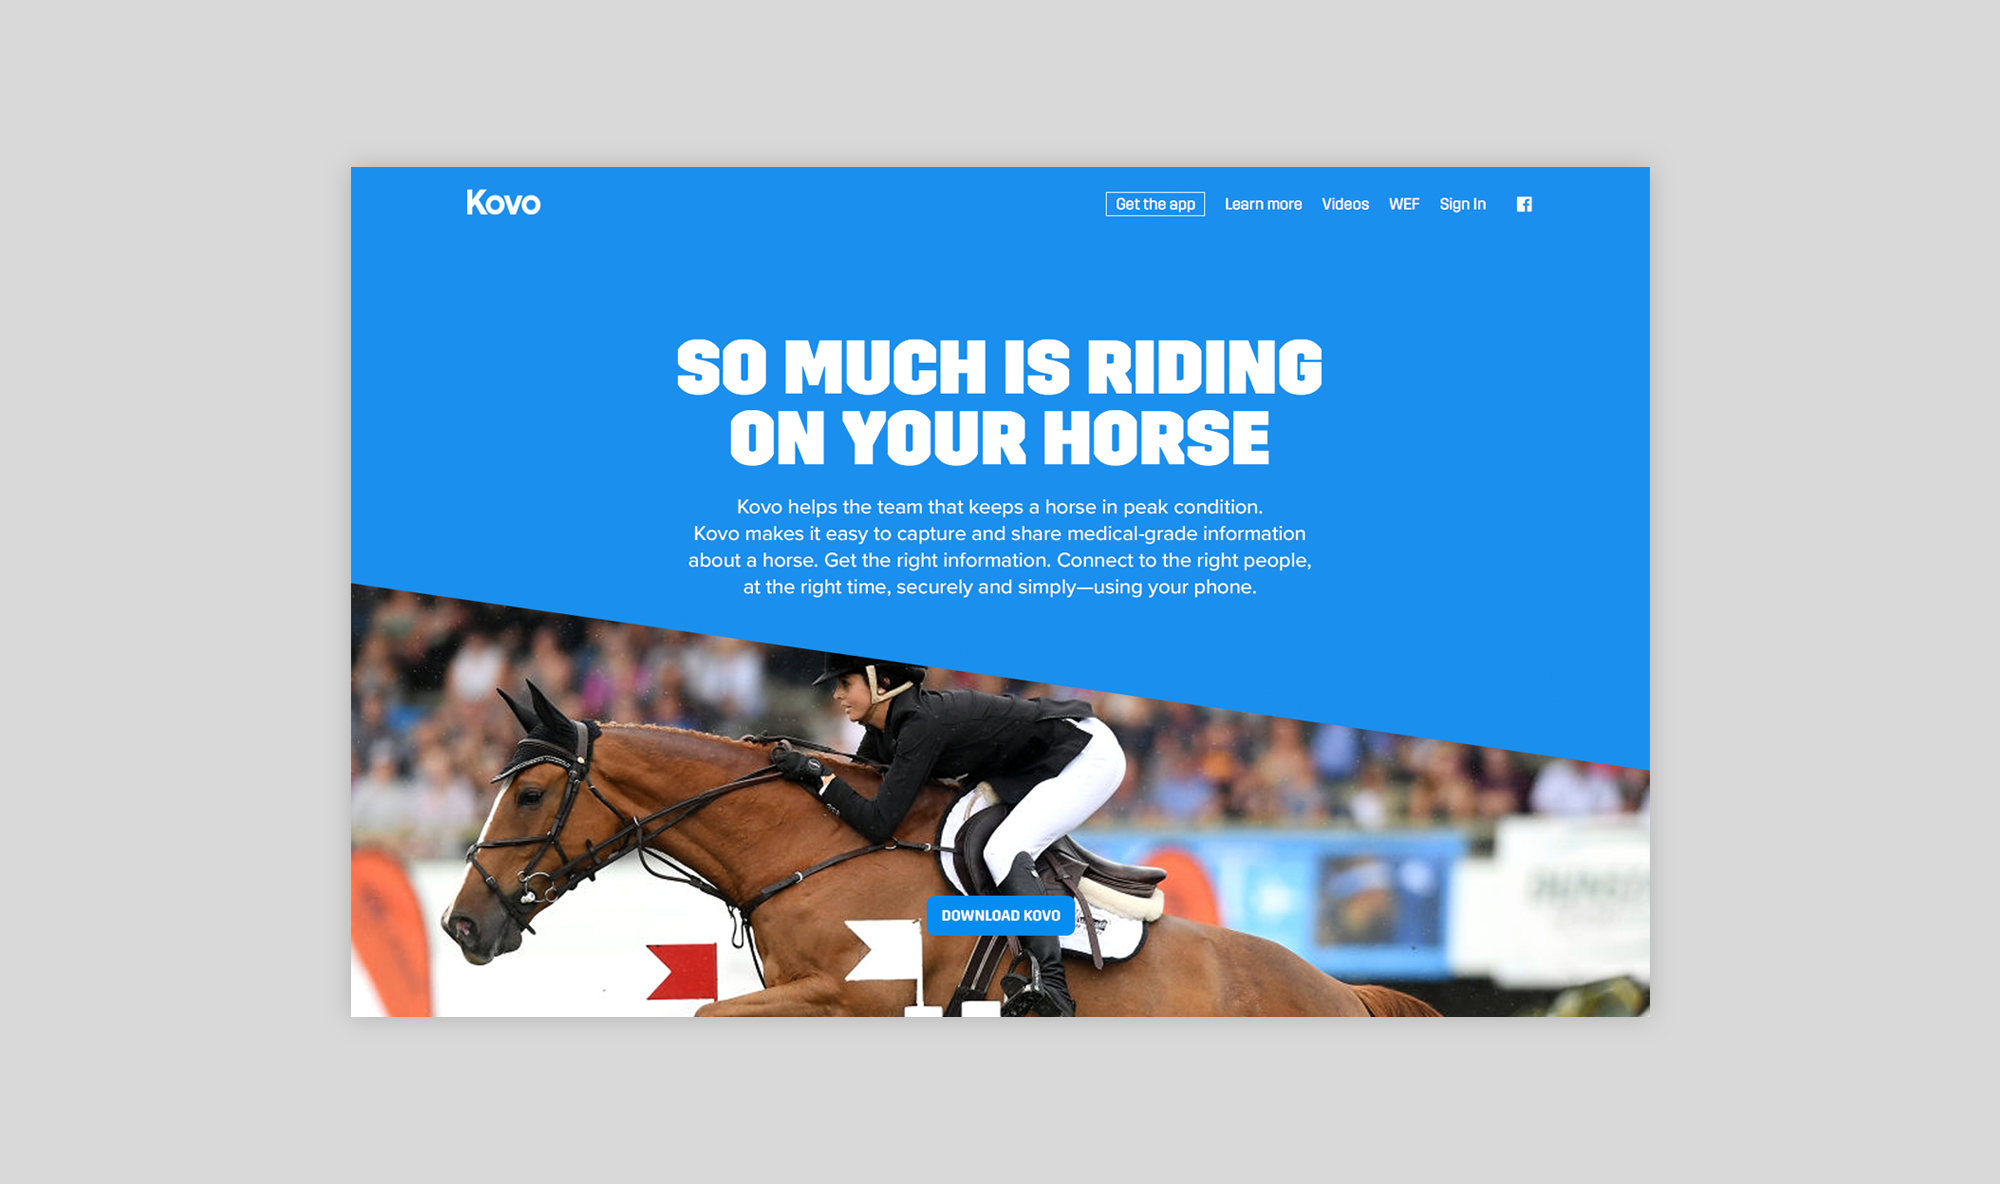 Kovo
Get the app Learn more Videos WEF Sign In
SO MUCH IS RIDING
ON YOUR HORSE
Kovo helps the team that keeps a horse in peak condition.
Kovo makes it easy to capture and share medical-grade information
about a horse. Get the right information. Connect to the right people,
at the right time, securely and simply—using your phone.
DOWNLOAD KOVO